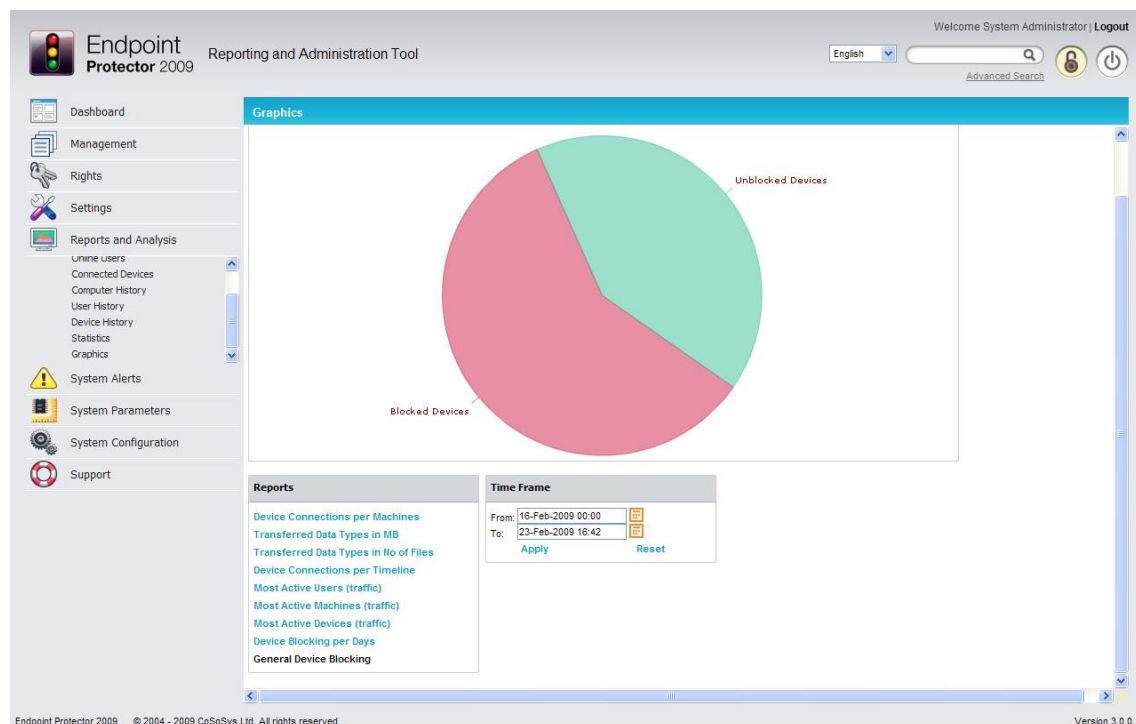 Welcome System Administrator | Logout
Endpoint
Protector 2009
Reporting and Administration Tool
English
Advanced Search
Dashboard
Management
Rights
Settings
Reports and Analysis
Online Users
Connected Devices
Computer History
User History
Device History
Statistics
Graphics
System Alerts
System Parameters
System Configuration
Support
Graphics
Unblocked Devices
Blocked Devices
Reports
Device Connections per Machines
Transferred Data Types in MB
Transferred Data Types in No of Files
Device Connections per Timeline
Most Active Users (traffic)
Most Active Machines (traffic)
Most Active Devices (traffic)
Device Blocking per Days
General Device Blocking
Time Frame
From: 16-Feb-2009 00:00
To: 23-Feb-2009 16:42
Apply Reset
Endpoint Protector 2009 © 2004 - 2009 CoSoSys Ltd. All rights reserved. Version 3.0.0.